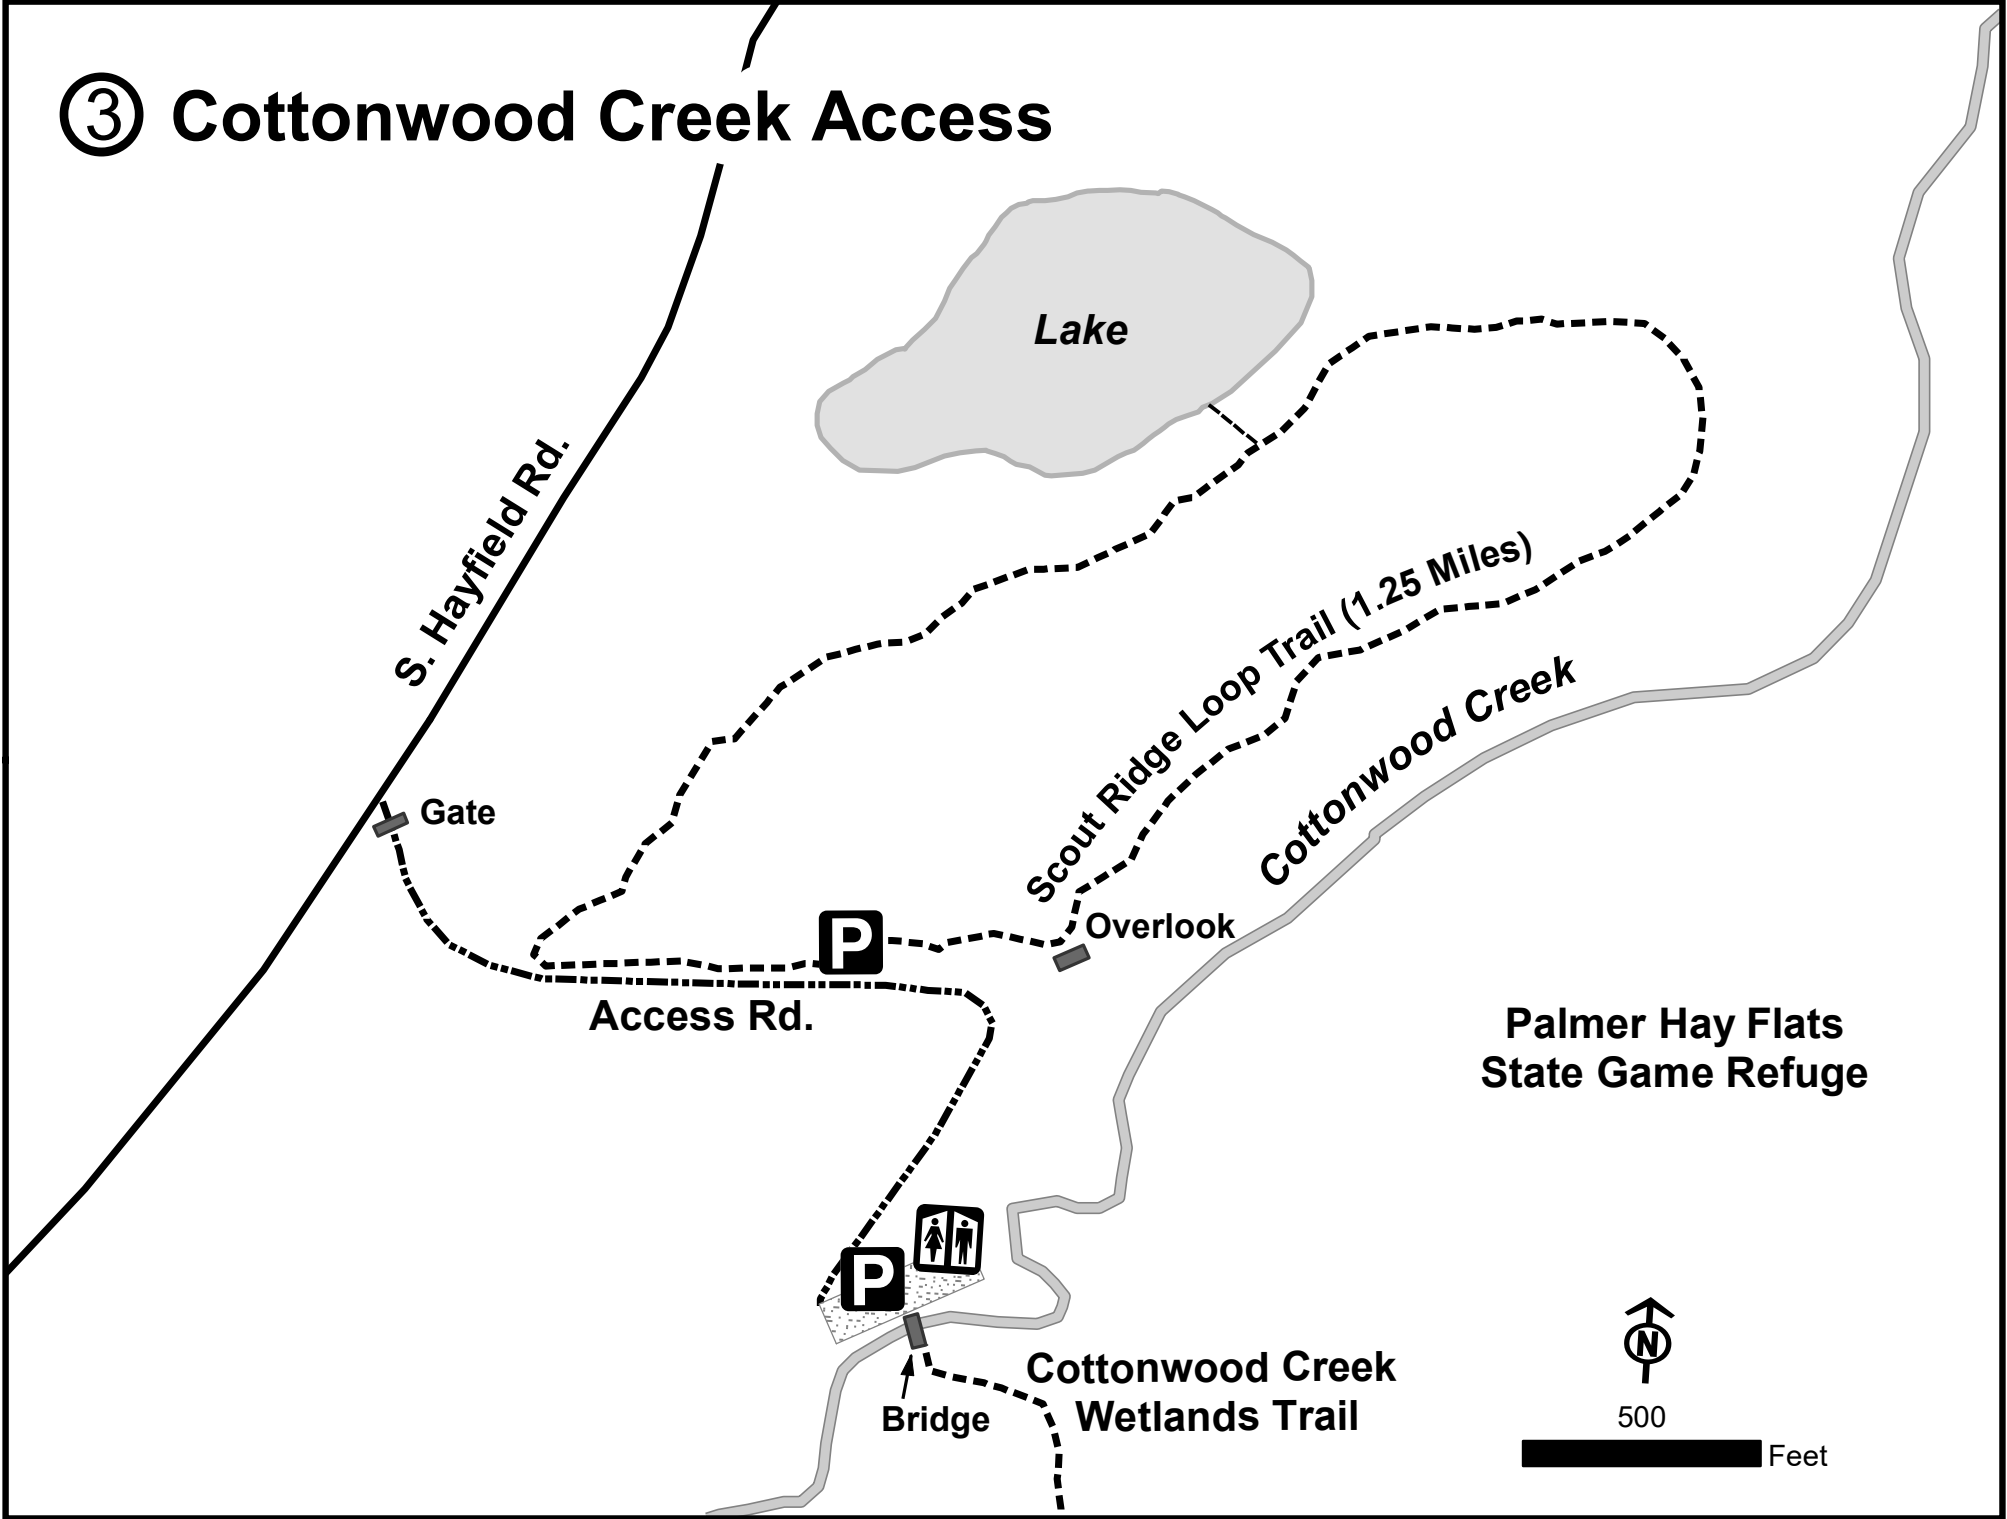 3 Cottonwood Creek Access
Lake
S. Hayfield Rd.
Scout Ridge Loop Trail (1.25 Miles)
Cottonwood Creek
Gate
P
Overlook
Access Rd.
Palmer Hay Flats
State Game Refuge
P
Bridge
Cottonwood Creek
Wetlands Trail
N
500
Feet